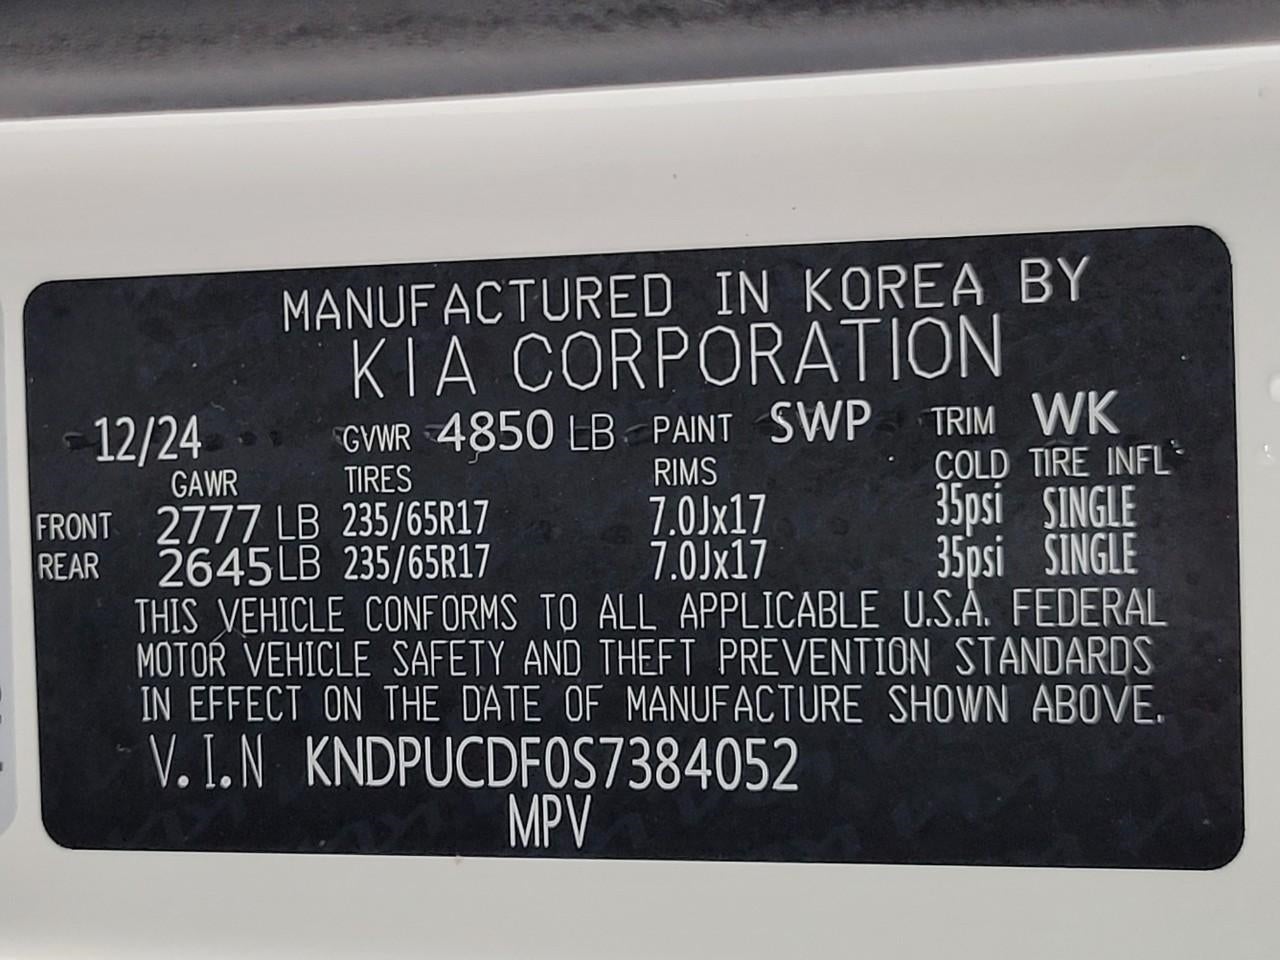 MANUFACTURED IN KOREA BY
KIA CORPORATION
12/24 GVWR 4850 LB PAINT SWP TRIM WK
GAWR TIRES RIMS COLD TIRE INFL
FRONT 2777 LB 235/65R17 7.0Jx17 35psi SINGLE
REAR 2645 LB 235/65R17 7.0Jx17 35psi SINGLE
THIS VEHICLE CONFORMS TO ALL APPLICABLE U.S.A. FEDERAL
MOTOR VEHICLE SAFETY AND THEFT PREVENTION STANDARDS
IN EFFECT ON THE DATE OF MANUFACTURE SHOWN ABOVE.
V.I.N KNDPUCDF0S7384052
MPV